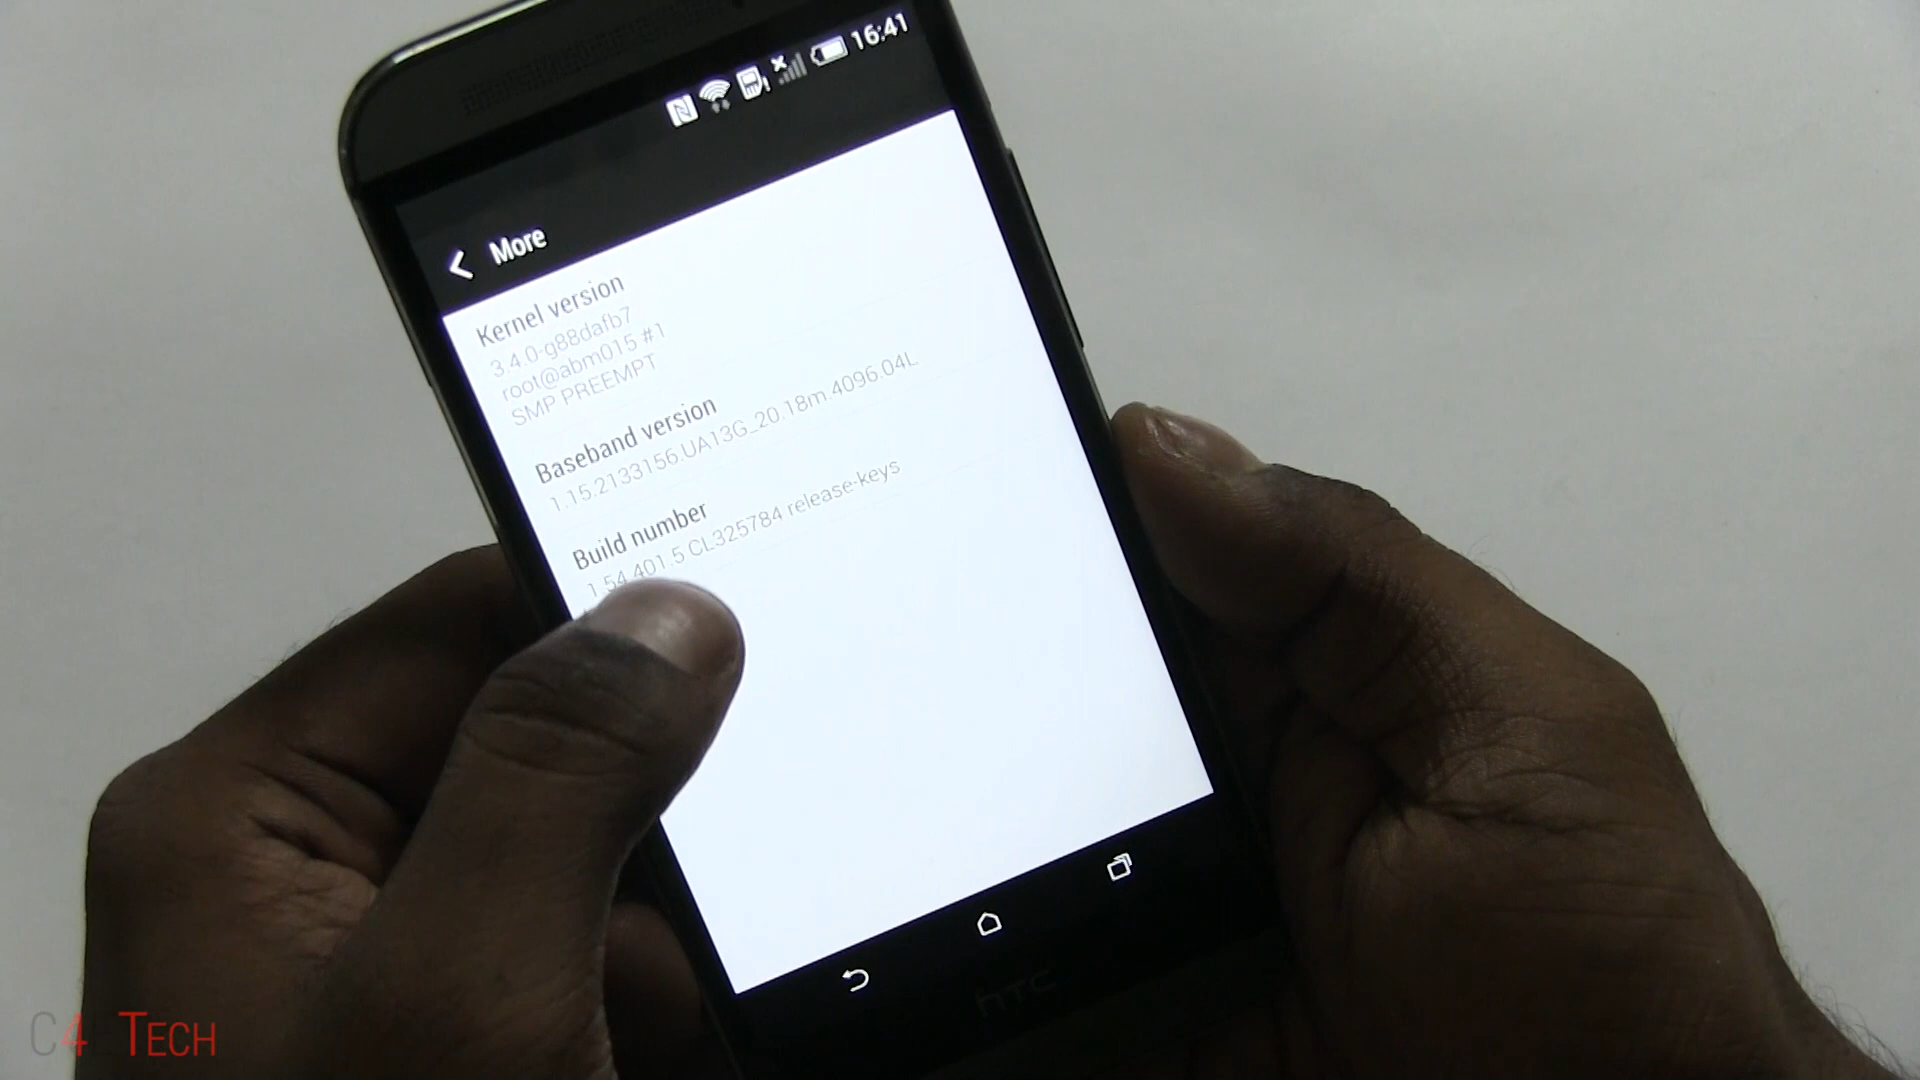 16:41
More
Kernel version
3.4.0-g88dafb7
root@abm015 #1
SMP PREEMPT
Baseband version
1.15.2133156.UA13G_20.18m.4096.04L
Build number
1.54.401.5 CL325784 release-keys
hTC
C4 TECH